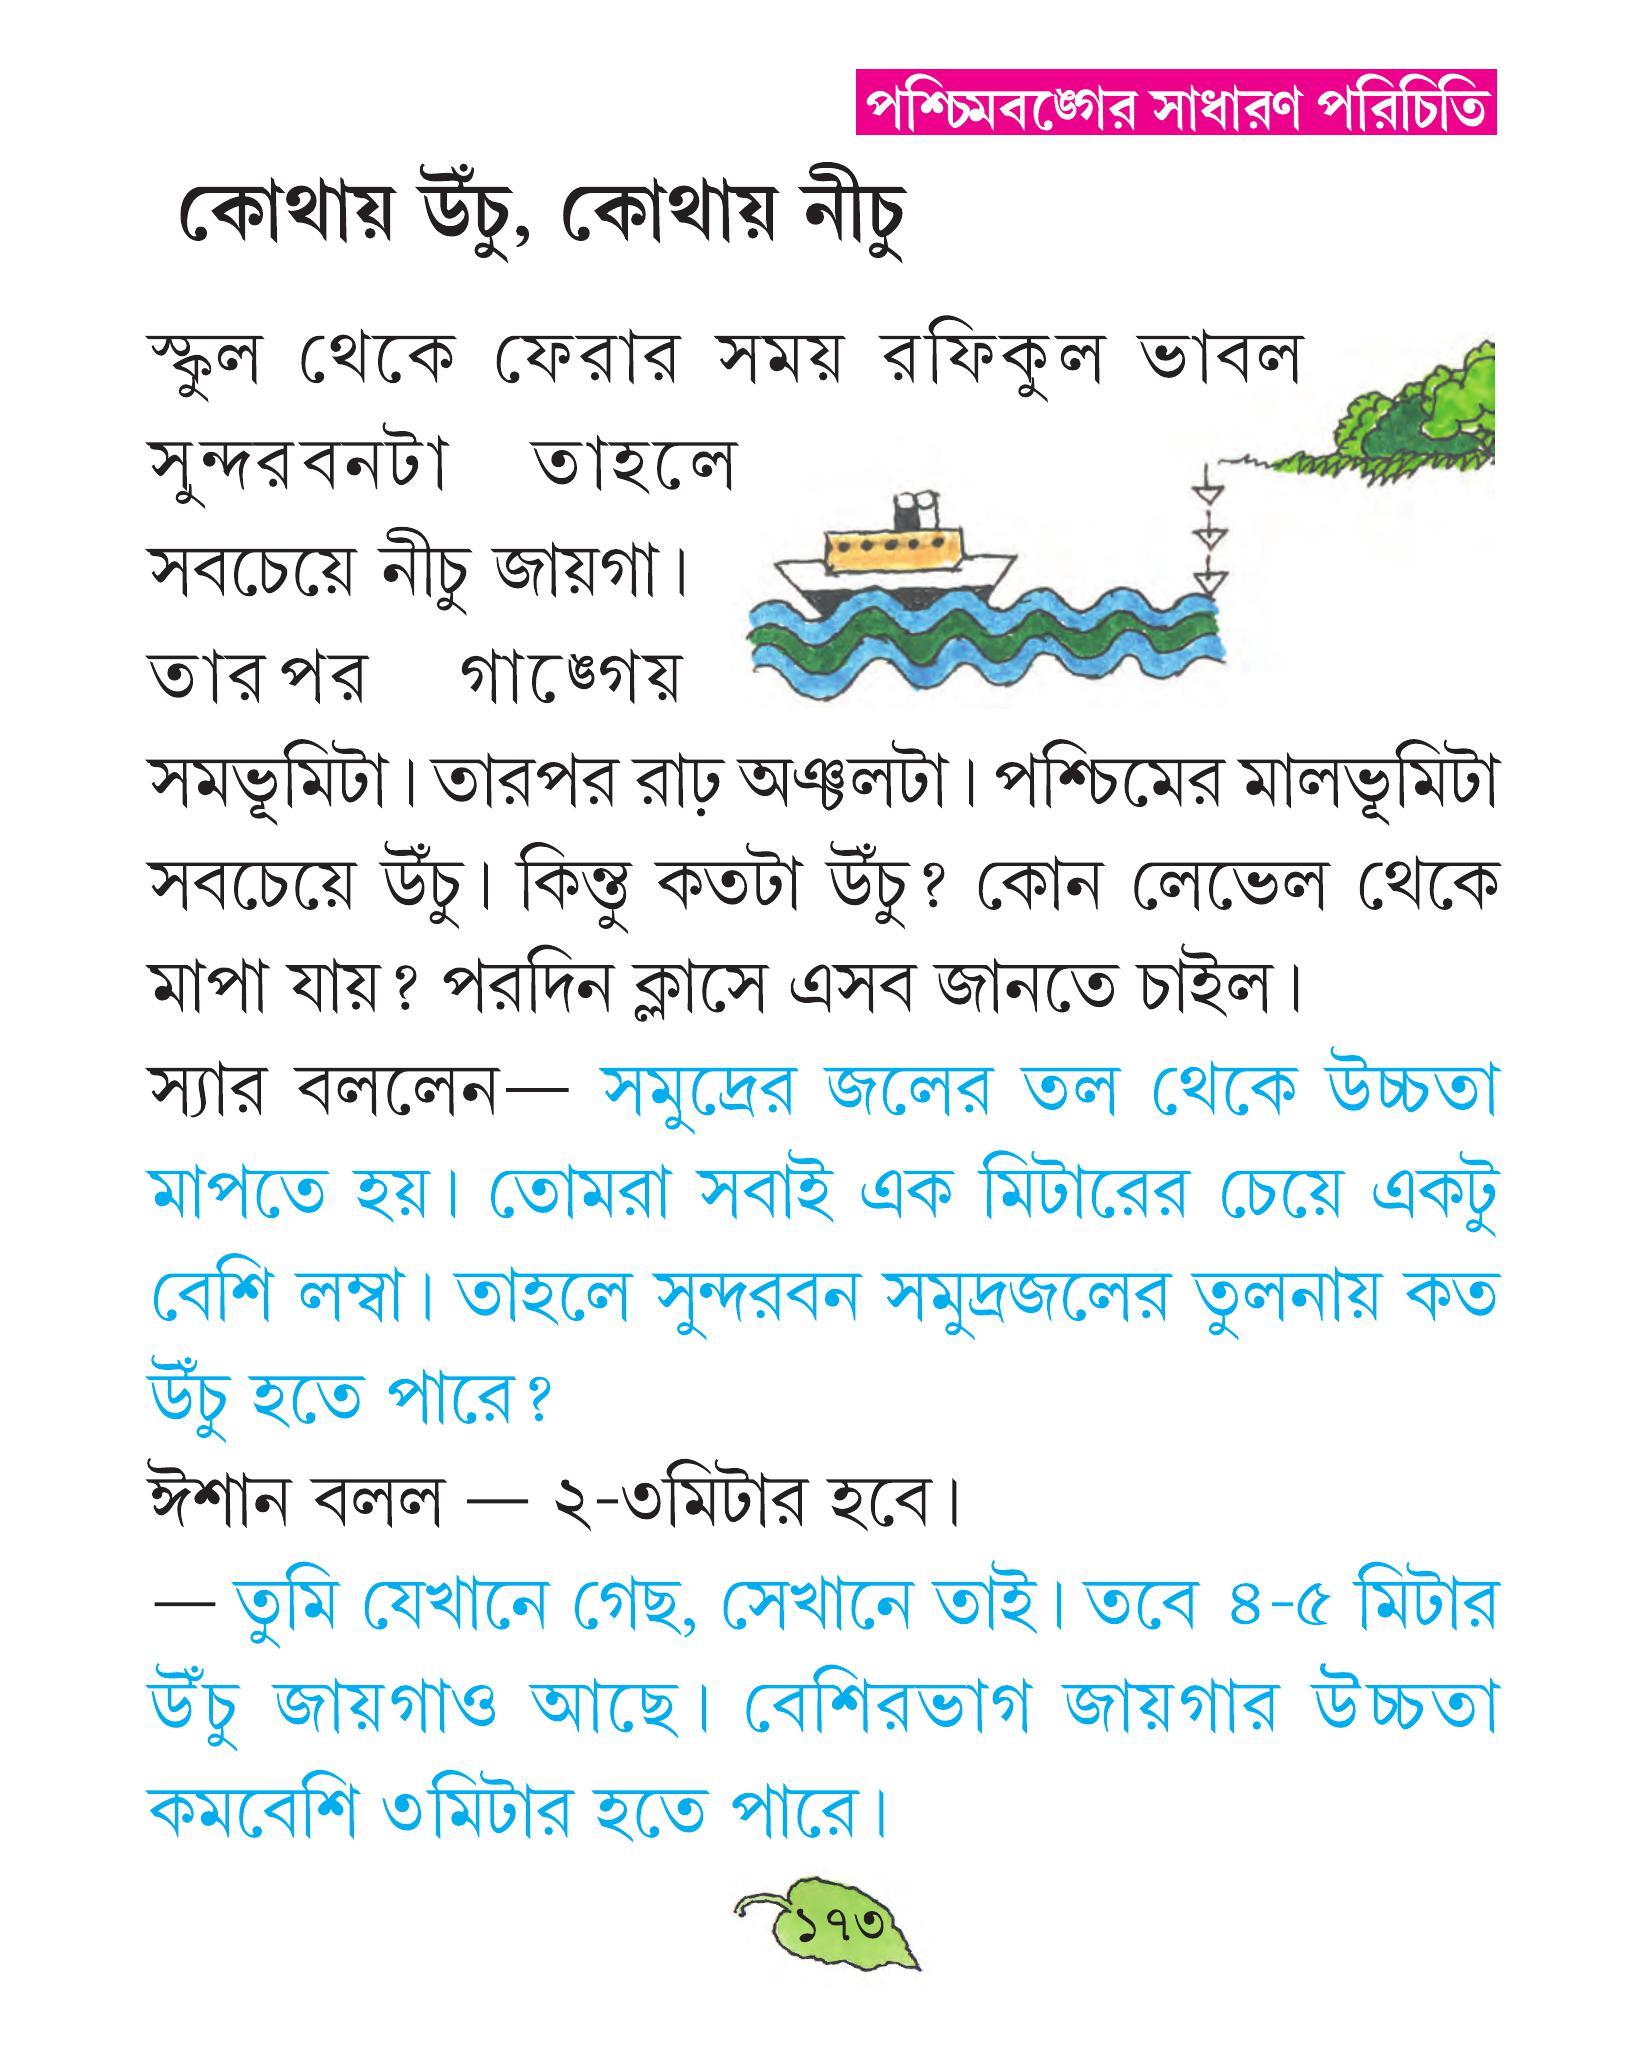 পশ্চিমবঙ্গের সাধারণ পরিচিতি
কোথায় উঁচু, কোথায় নীচু
স্কুল থেকে ফেরার সময় রফিকুল ভাবল
সুন্দরবনটা তাহলে
সবচেয়ে নীচু জায়গা।
তারপর গাঙ্গেয়
সমভূমিটা। তারপর রাঢ় অঞ্চলটা। পশ্চিমের মালভূমিটা
সবচেয়ে উঁচু। কিন্তু কতটা উঁচু? কোন লেভেল থেকে
মাপা যায়? পরদিন ক্লাসে এসব জানতে চাইল।
স্যার বললেন— সমুদ্রের জলের তল থেকে উচ্চতা
মাপতে হয়। তোমরা সবাই এক মিটারের চেয়ে একটু
বেশি লম্বা। তাহলে সুন্দরবন সমুদ্রজলের তুলনায় কত
উঁচু হতে পারে?
ঈশান বলল — ২-৩মিটার হবে।
— তুমি যেখানে গেছ, সেখানে তাই। তবে ৪-৫ মিটার
উঁচু জায়গাও আছে। বেশিরভাগ জায়গার উচ্চতা
কমবেশি ৩মিটার হতে পারে।
১৭৩